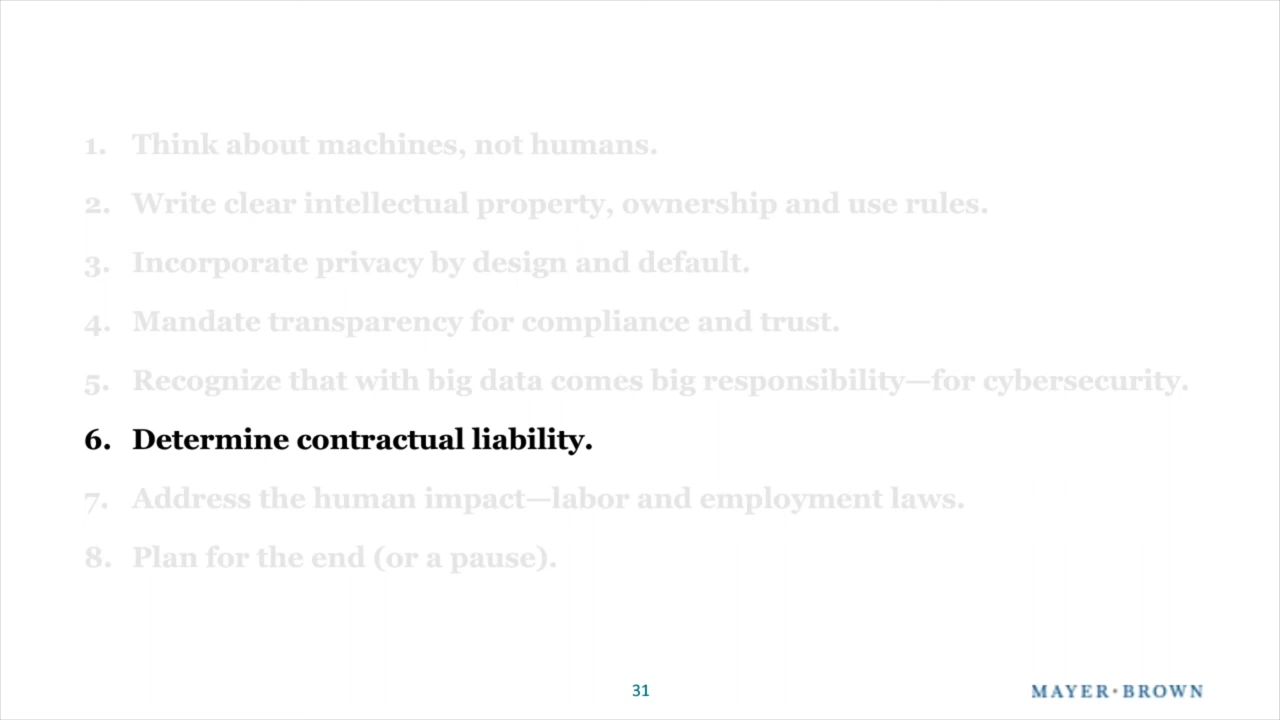 1. Think about machines, not humans.
2. Write clear intellectual property, ownership and use rules.
3. Incorporate privacy by design and default.
4. Mandate transparency for compliance and trust.
5. Recognize that with big data comes big responsibility—for cybersecurity.
6. Determine contractual liability.
7. Address the human impact—labor and employment laws.
8. Plan for the end (or a pause).
31
MAYER·BROWN